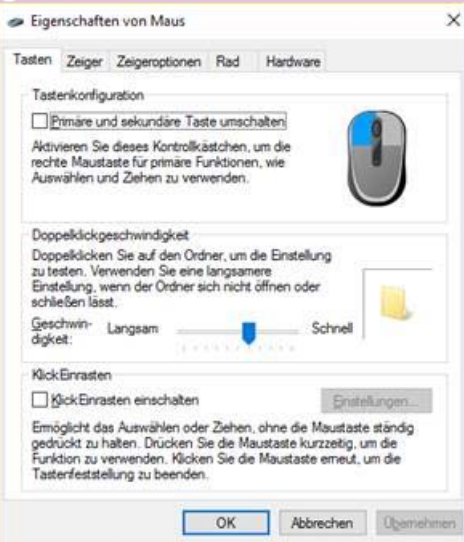 Eigenschaften von Maus
Tasten Zeiger Zeigeroptionen Rad Hardware
Tastenkonfiguration
Primäre und sekundäre Taste umschalten
Aktivieren Sie dieses Kontrollkästchen, um die
rechte Maustaste für primäre Funktionen, wie
Auswählen und Ziehen zu verwenden.
Doppelklickgeschwindigkeit
Doppelklicken Sie auf den Ordner, um die Einstellung
zu testen. Verwenden Sie eine langsamere
Einstellung, wenn der Ordner sich nicht öffnen oder
schließen lässt.
Geschwin-
digkeit: Langsam Schnell
KlickEinrasten
KlickEinrasten einschalten Einstellungen...
Ermöglicht das Auswählen oder Ziehen, ohne die Maustaste ständig
gedrückt zu halten. Drücken Sie die Maustaste kurzzeitig, um die
Funktion zu verwenden. Klicken Sie die Maustaste erneut, um die
Tastenfeststellung zu beenden.
OK Abbrechen Übernehmen